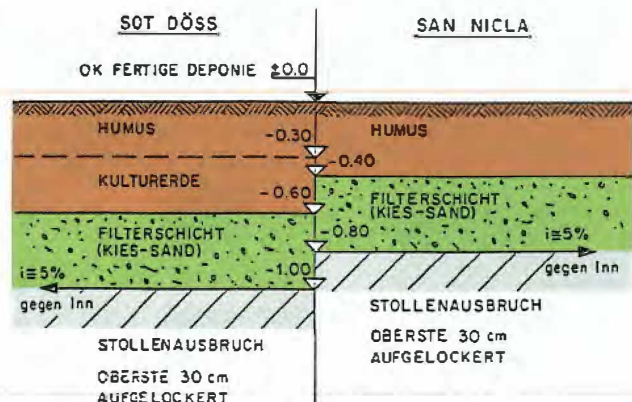 SOT DÖSS
SAN NICLA
OK FERTIGE DEPONIE ±0.0
HUMUS
-0.30
HUMUS
-0.40
KULTURERDE
-0.60
FILTERSCHICHT
(KIES-SAND)
FILTERSCHICHT
(KIES-SAND)
-0.80
i≅5%
gegen Inn
-1.00
i≅5%
gegen Inn
STOLLENAUSBRUCH
OBERSTE 30 cm
AUFGELOCKERT
STOLLENAUSBRUCH
OBERSTE 30 cm
AUFGELOCKERT